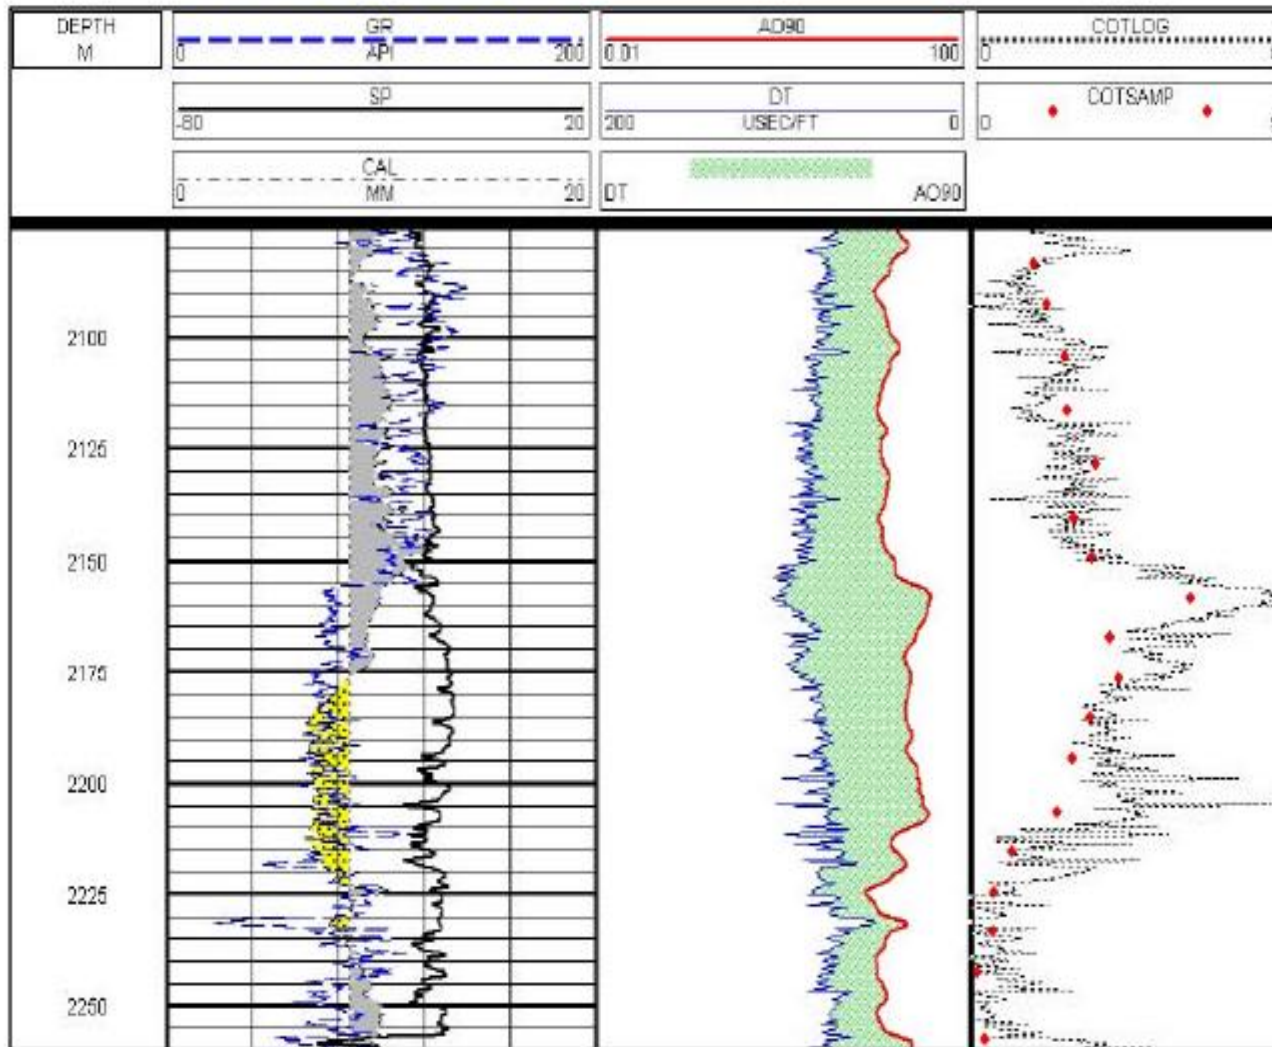 DEPTH
M
GR
0 API 200
SP
-80 20
CAL
0 MM 20
AO90
0.01 100
DT
200 USEC/FT 0
DT AO90
COTLOG
0
COTSAMP
0
2100
2125
2150
2175
2200
2225
2250